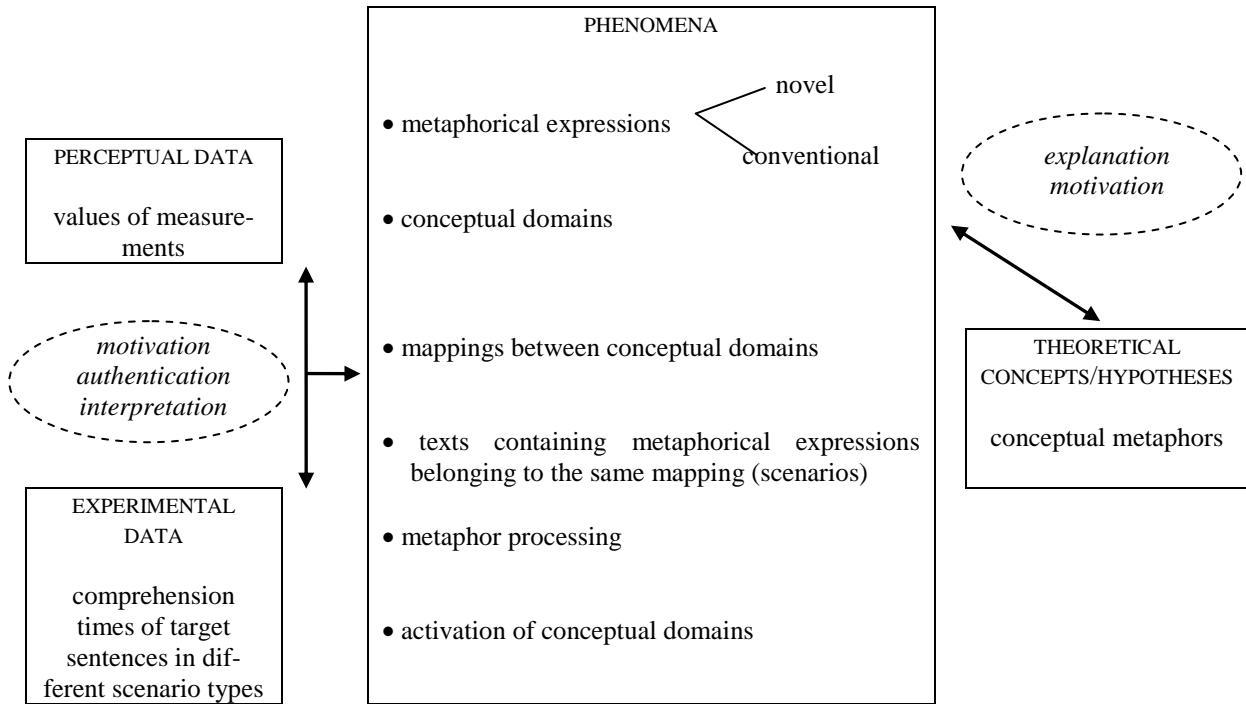 PERCEPTUAL DATA
values of measure-
ments
motivation
authentication
interpretation
EXPERIMENTAL
DATA
comprehension
times of target
sentences in dif-
ferent scenario types
PHENOMENA
• metaphorical expressions
novel
conventional
• conceptual domains
• mappings between conceptual domains
• texts containing metaphorical expressions
belonging to the same mapping (scenarios)
• metaphor processing
• activation of conceptual domains
explanation
motivation
THEORETICAL
CONCEPTS/HYPOTHESES
conceptual metaphors